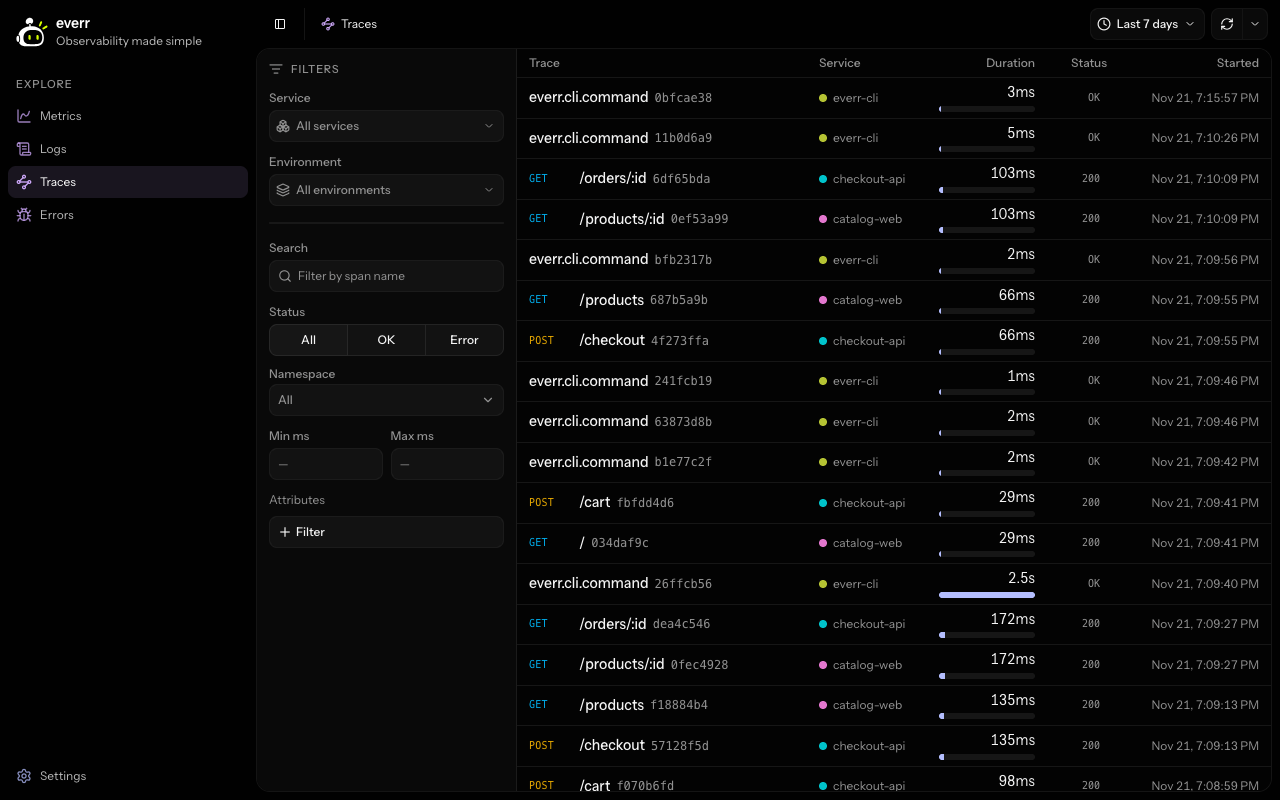 everr
Observability made simple
EXPLORE
Metrics
Logs
Traces
Errors
Settings
Traces
Last 7 days
FILTERS
Service
All services
Environment
All environments
Search
Filter by span name
Status
All OK Error
Namespace
All
Min ms Max ms
— —
Attributes
+ Filter
Trace Service Duration Status Started
everr.cli.command 0bfcae38 everr-cli 3ms OK Nov 21, 7:15:57 PM
everr.cli.command 11b0d6a9 everr-cli 5ms OK Nov 21, 7:10:26 PM
GET /orders/:id 6df65bda checkout-api 103ms 200 Nov 21, 7:10:09 PM
GET /products/:id 0ef53a99 catalog-web 103ms 200 Nov 21, 7:10:09 PM
everr.cli.command bfb2317b everr-cli 2ms OK Nov 21, 7:09:56 PM
GET /products 687b5a9b catalog-web 66ms 200 Nov 21, 7:09:55 PM
POST /checkout 4f273ffa checkout-api 66ms 200 Nov 21, 7:09:55 PM
everr.cli.command 241fcb19 everr-cli 1ms OK Nov 21, 7:09:46 PM
everr.cli.command 63873d8b everr-cli 2ms OK Nov 21, 7:09:46 PM
everr.cli.command b1e77c2f everr-cli 2ms OK Nov 21, 7:09:42 PM
POST /cart fbfdd4d6 checkout-api 29ms 200 Nov 21, 7:09:41 PM
GET / 034daf9c catalog-web 29ms 200 Nov 21, 7:09:41 PM
everr.cli.command 26ffcb56 everr-cli 2.5s OK Nov 21, 7:09:40 PM
GET /orders/:id dea4c546 checkout-api 172ms 200 Nov 21, 7:09:27 PM
GET /products/:id 0fec4928 catalog-web 172ms 200 Nov 21, 7:09:27 PM
GET /products f18884b4 catalog-web 135ms 200 Nov 21, 7:09:13 PM
POST /checkout 57128f5d checkout-api 135ms 200 Nov 21, 7:09:13 PM
POST /cart f070b6fd checkout-api 98ms 200 Nov 21, 7:08:59 PM